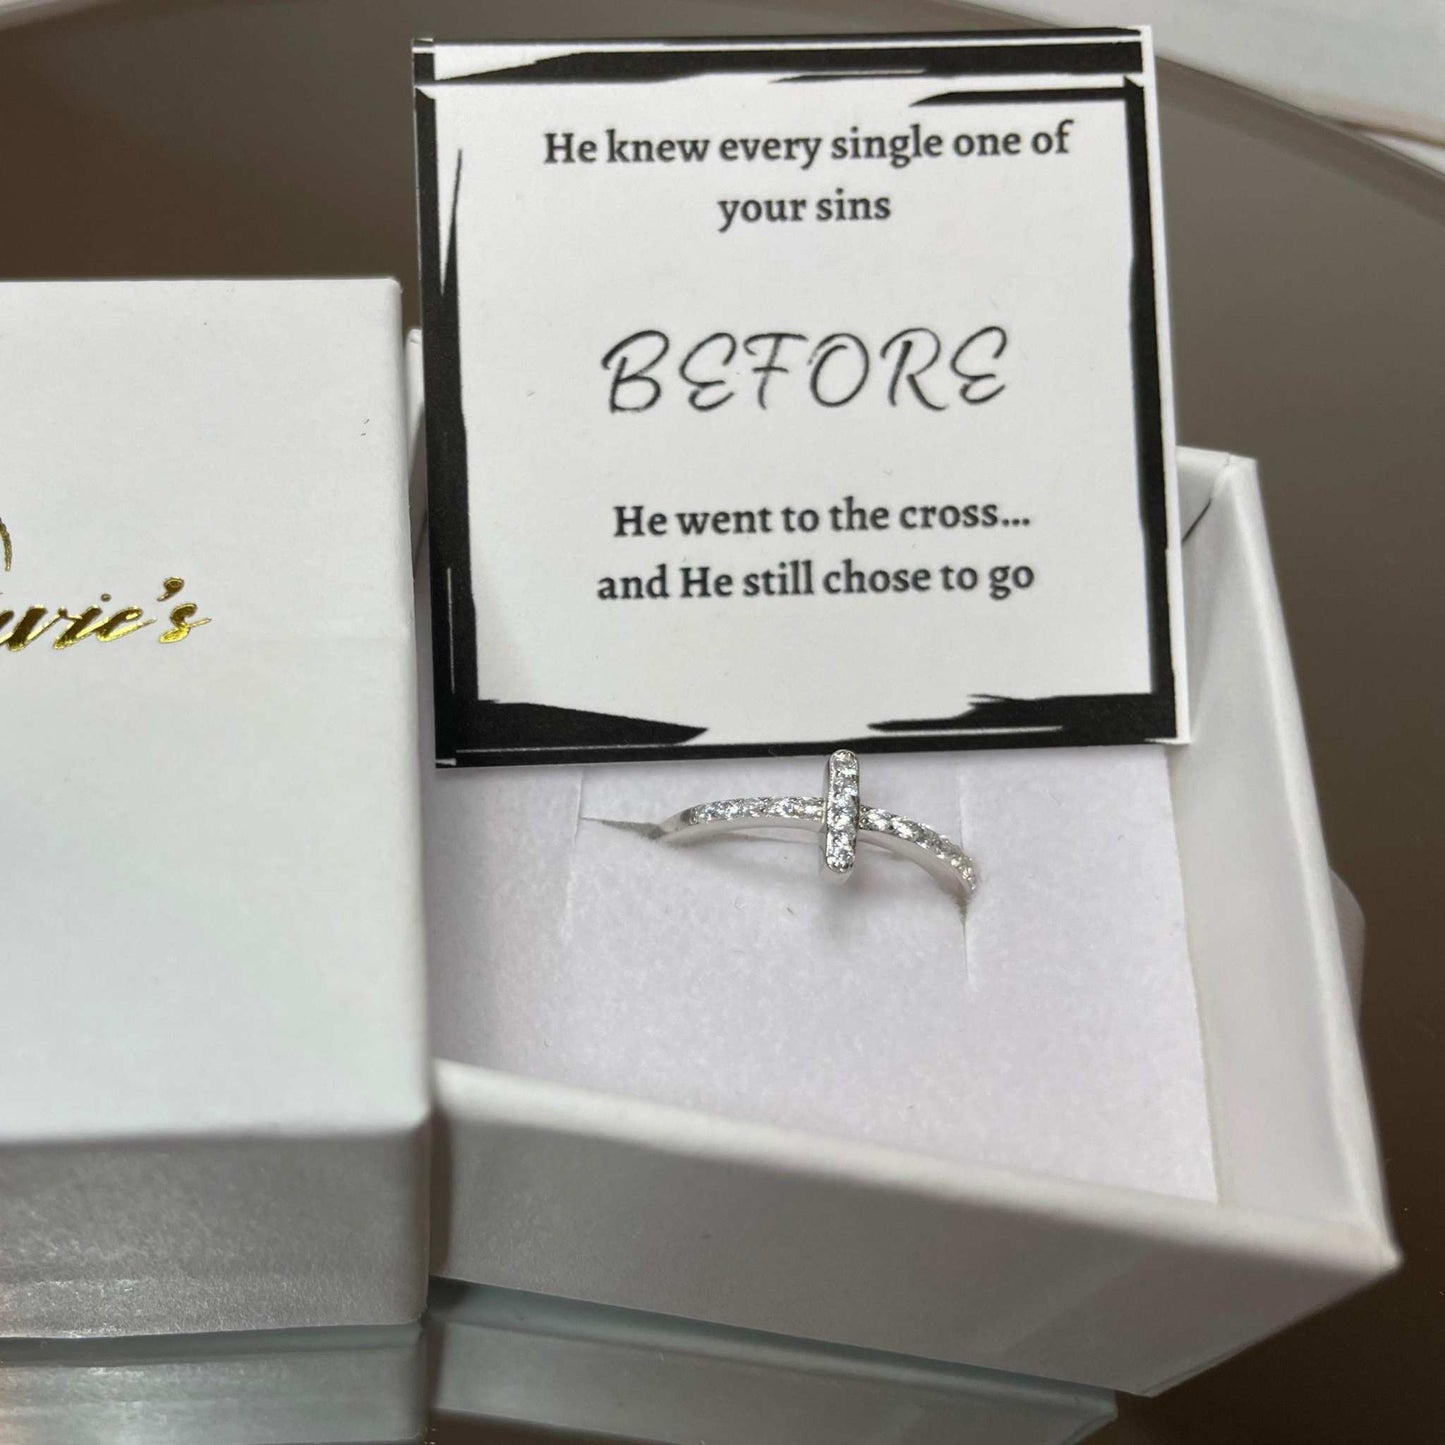 He knew every single one of
your sins
BEFORE
He went to the cross...
and He still chose to go